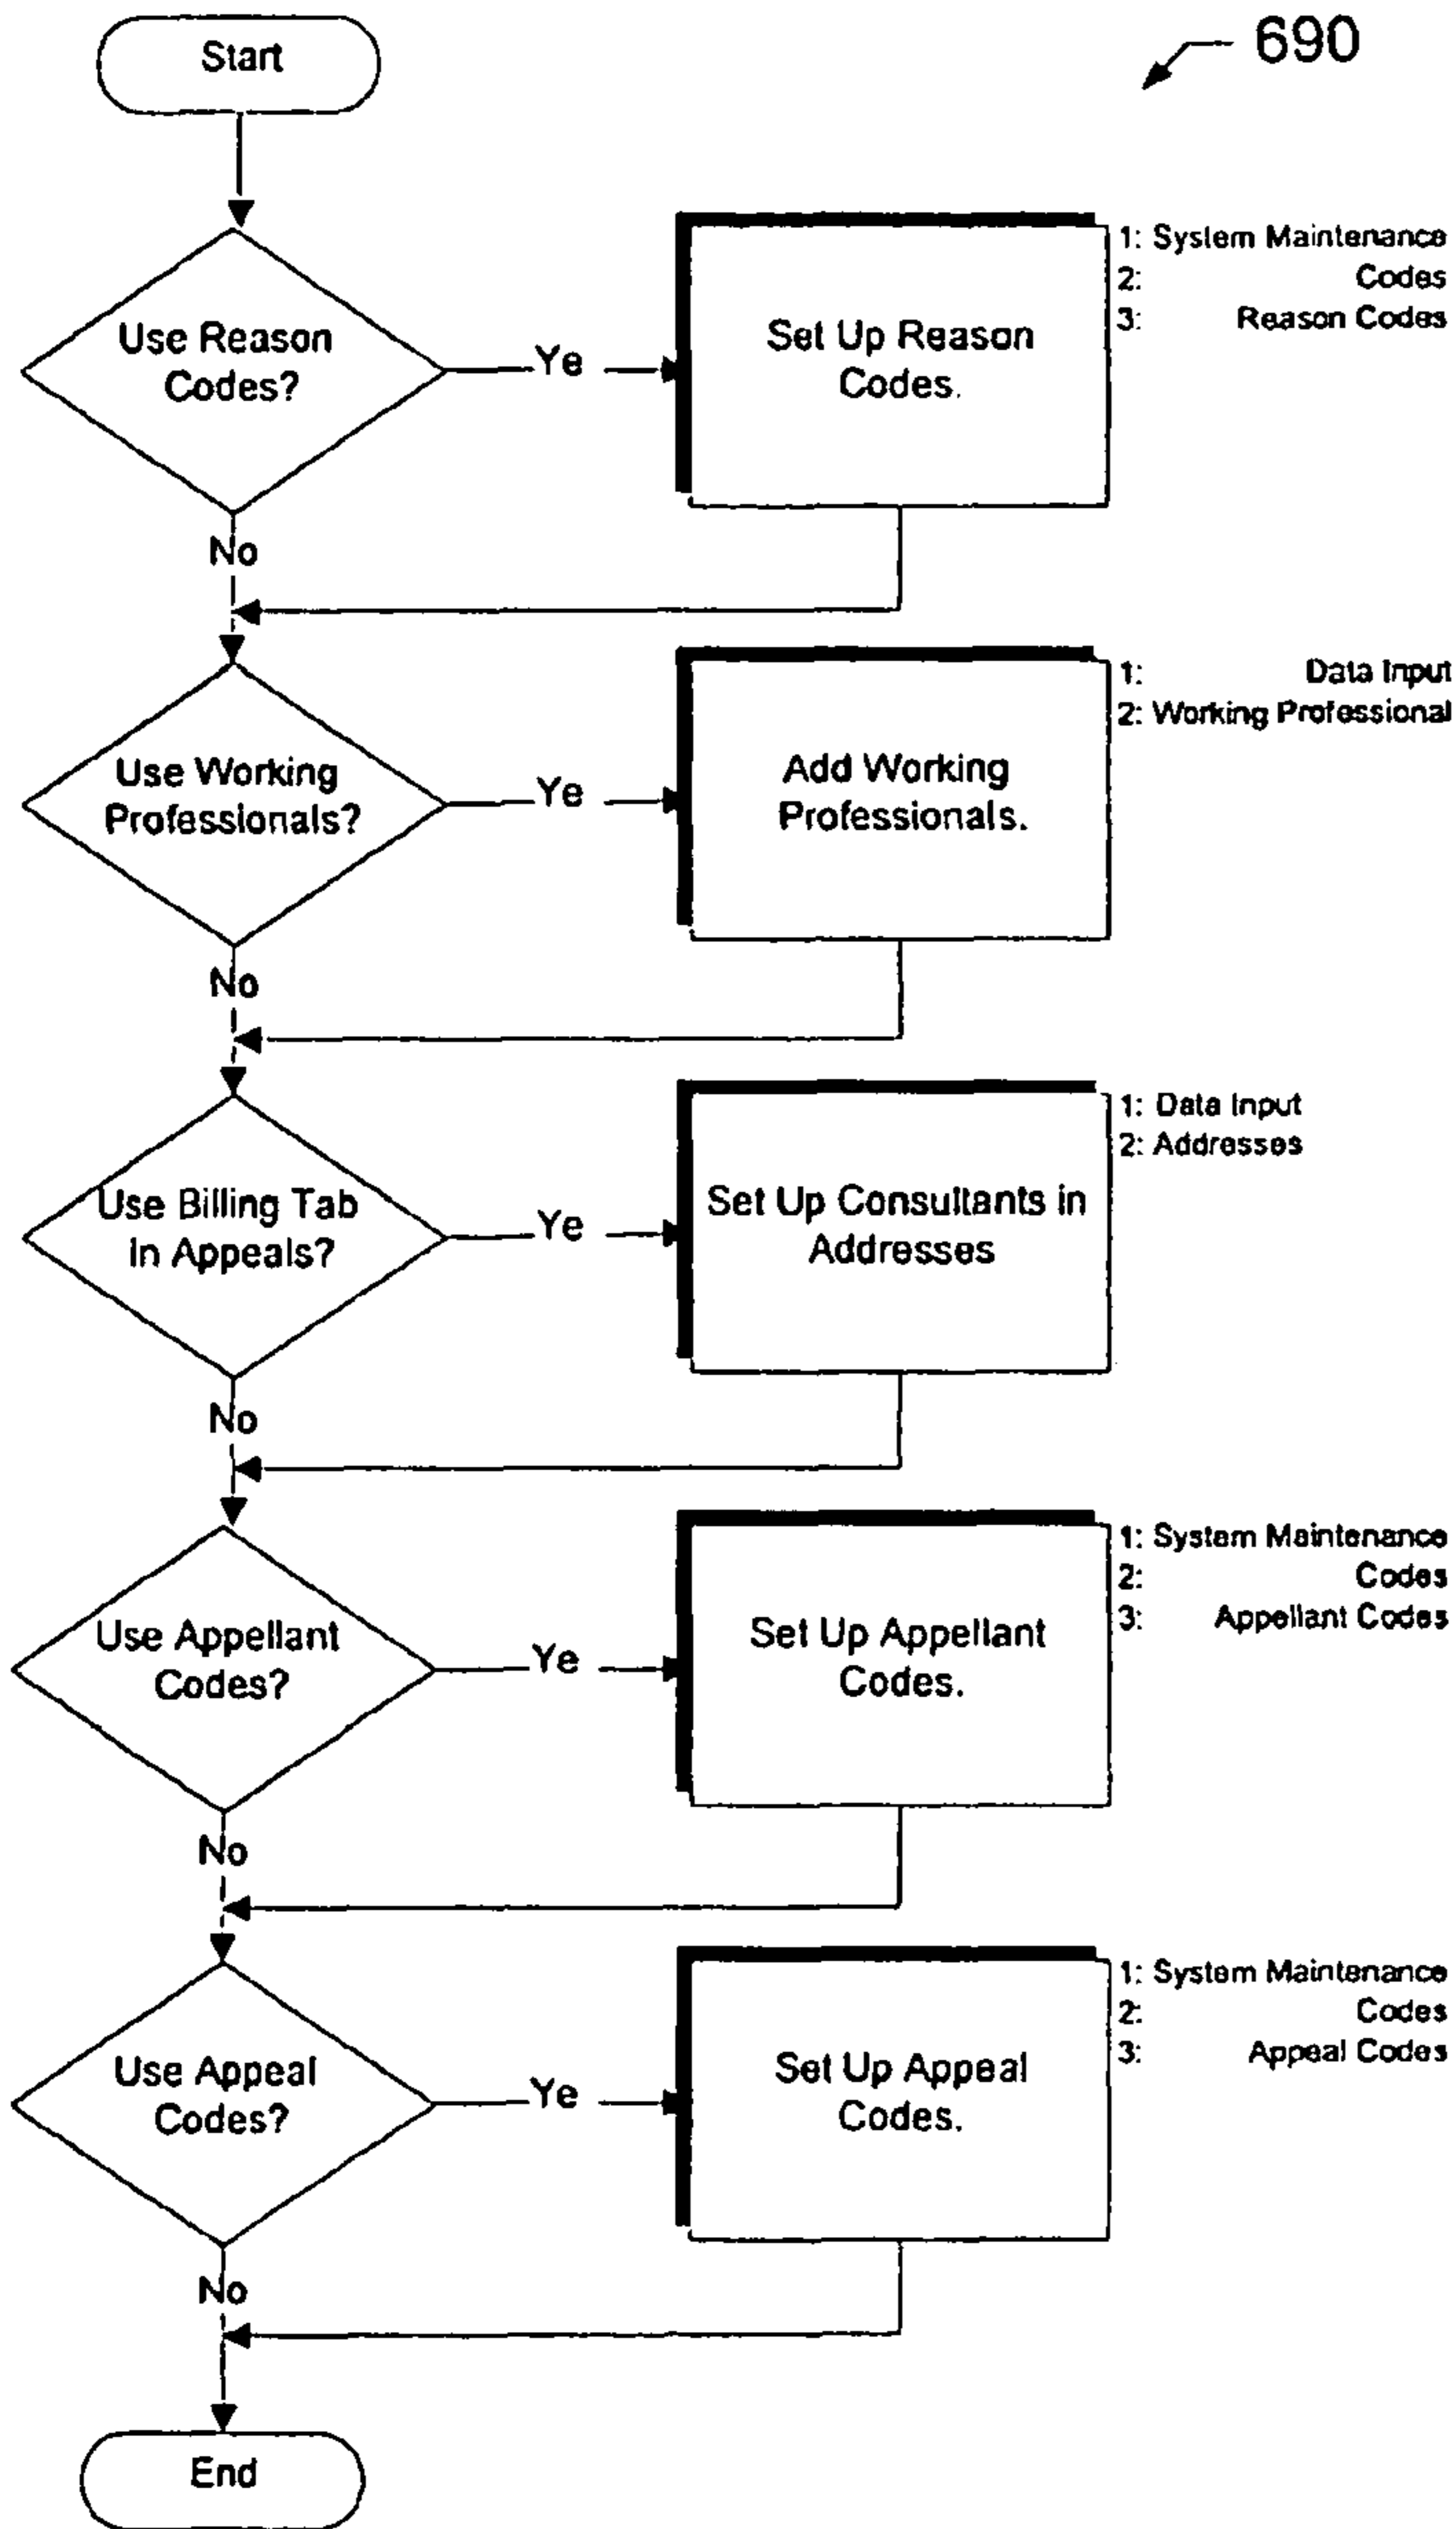 690
Start
Use Reason
Codes?
Ye
Set Up Reason
Codes.
1: System Maintenance
2: Codes
3: Reason Codes
No
Use Working
Professionals?
Ye
Add Working
Professionals.
1: Data Input
2: Working Professional
No
Use Billing Tab
in Appeals?
Ye
Set Up Consultants in
Addresses
1: Data Input
2: Addresses
No
Use Appellant
Codes?
Ye
Set Up Appellant
Codes.
1: System Maintenance
2: Codes
3: Appellant Codes
No
Use Appeal
Codes?
Ye
Set Up Appeal
Codes.
1: System Maintenance
2: Codes
3: Appeal Codes
No
End